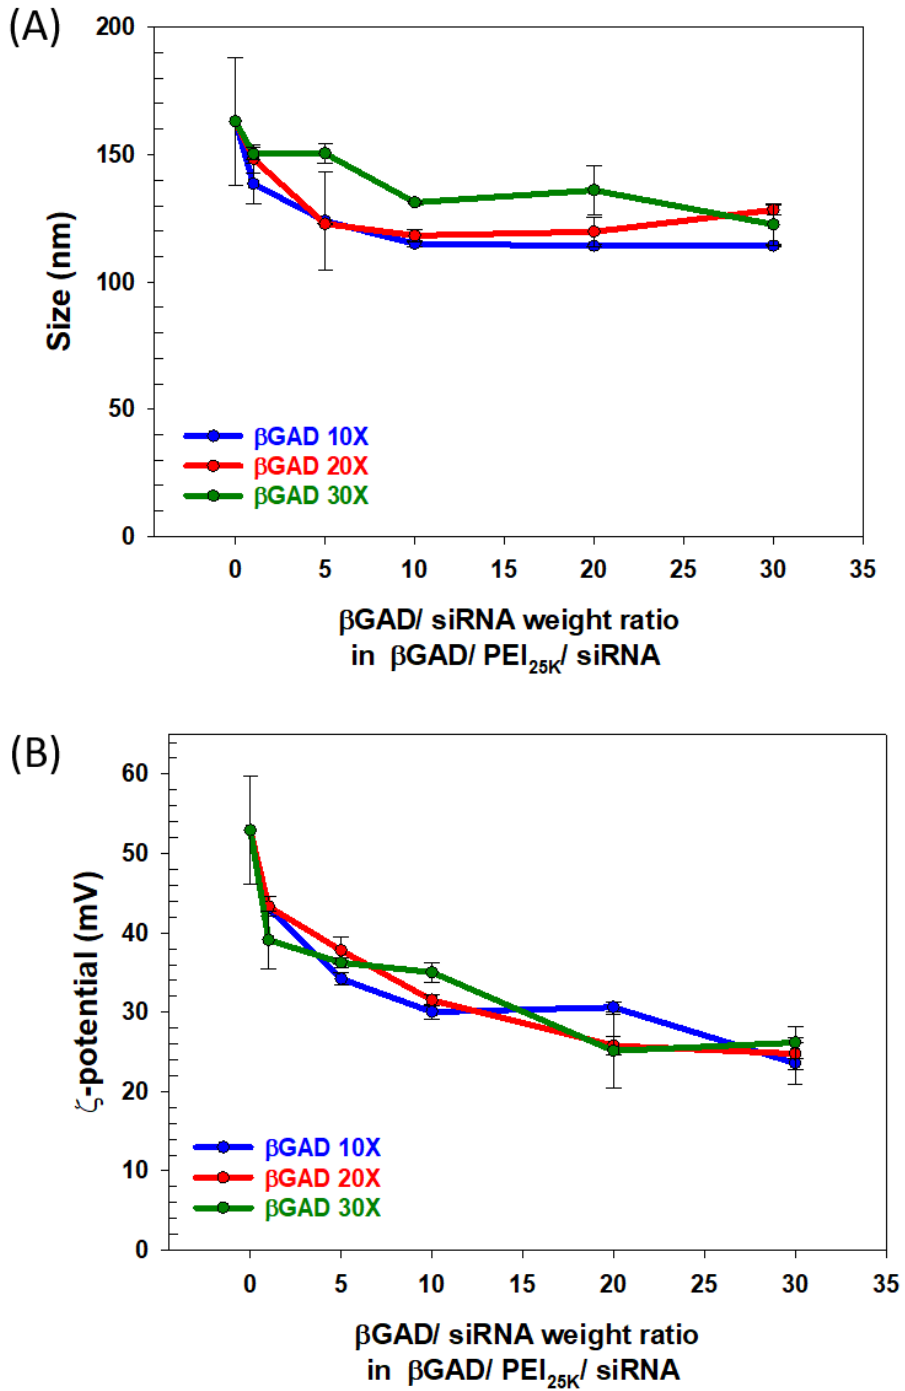 (A)
200
150
100
50
0
Size (nm)
βGAD 10X
βGAD 20X
βGAD 30X
0 5 10 15 20 25 30 35
βGAD/ siRNA weight ratio
in βGAD/ PEI25K/ siRNA
(B)
60
50
40
30
20
10
0
ζ-potential (mV)
βGAD 10X
βGAD 20X
βGAD 30X
0 5 10 15 20 25 30 35
βGAD/ siRNA weight ratio
in βGAD/ PEI25K/ siRNA